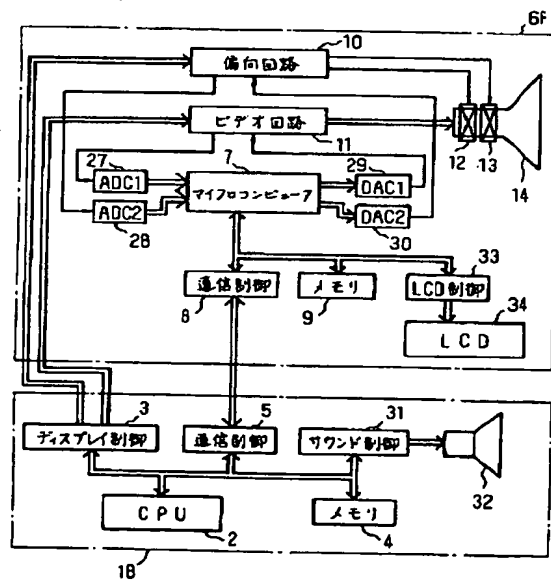 6F
10
偏向回路
ビデオ回路
11
12
13
14
27
ADC1
7
マイクロコンピュータ
29
DAC1
ADC2
28
DAC2
30
33
通信制御
8
メモリ
9
LCD制御
34
LCD
3
ディスプレイ制御
5
通信制御
31
サウンド制御
32
CPU
2
メモリ
4
1B